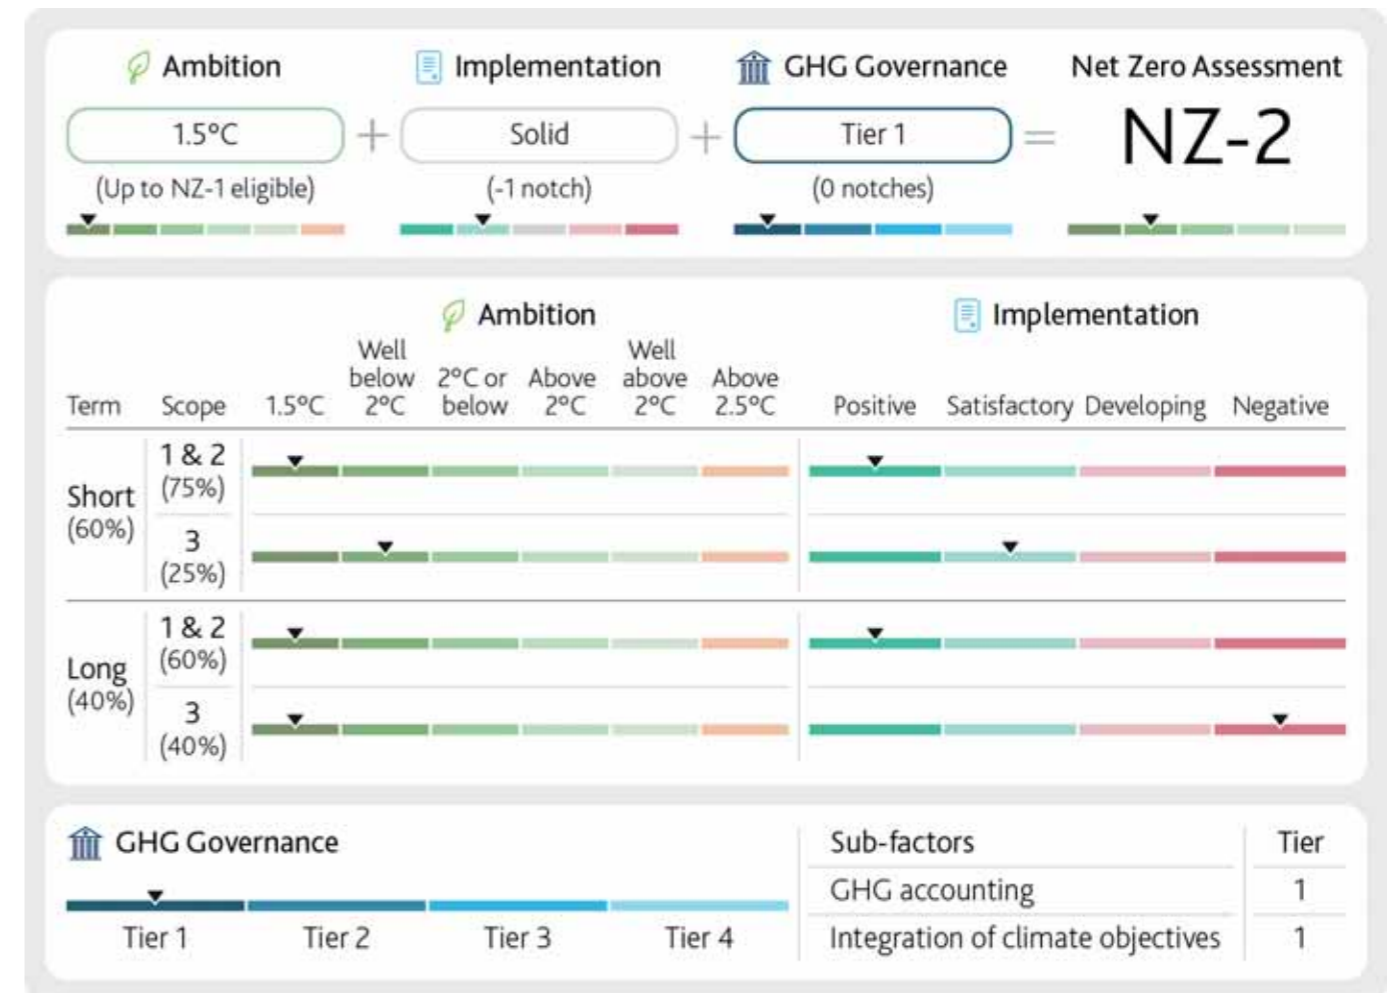 Ambition Implementation GHG Governance Net Zero Assessment
1.5°C + Solid + Tier 1 = NZ-2
(Up to NZ-1 eligible) (-1 notch) (0 notches)
Ambition Implementation
Term Scope 1.5°C Well below 2°C 2°C or below Above 2°C Well above 2°C Above 2.5°C Positive Satisfactory Developing Negative
Short (60%)
1 & 2 (75%)
3 (25%)
Long (40%)
1 & 2 (60%)
3 (40%)
GHG Governance
Tier 1 Tier 2 Tier 3 Tier 4
Sub-factors Tier
GHG accounting 1
Integration of climate objectives 1